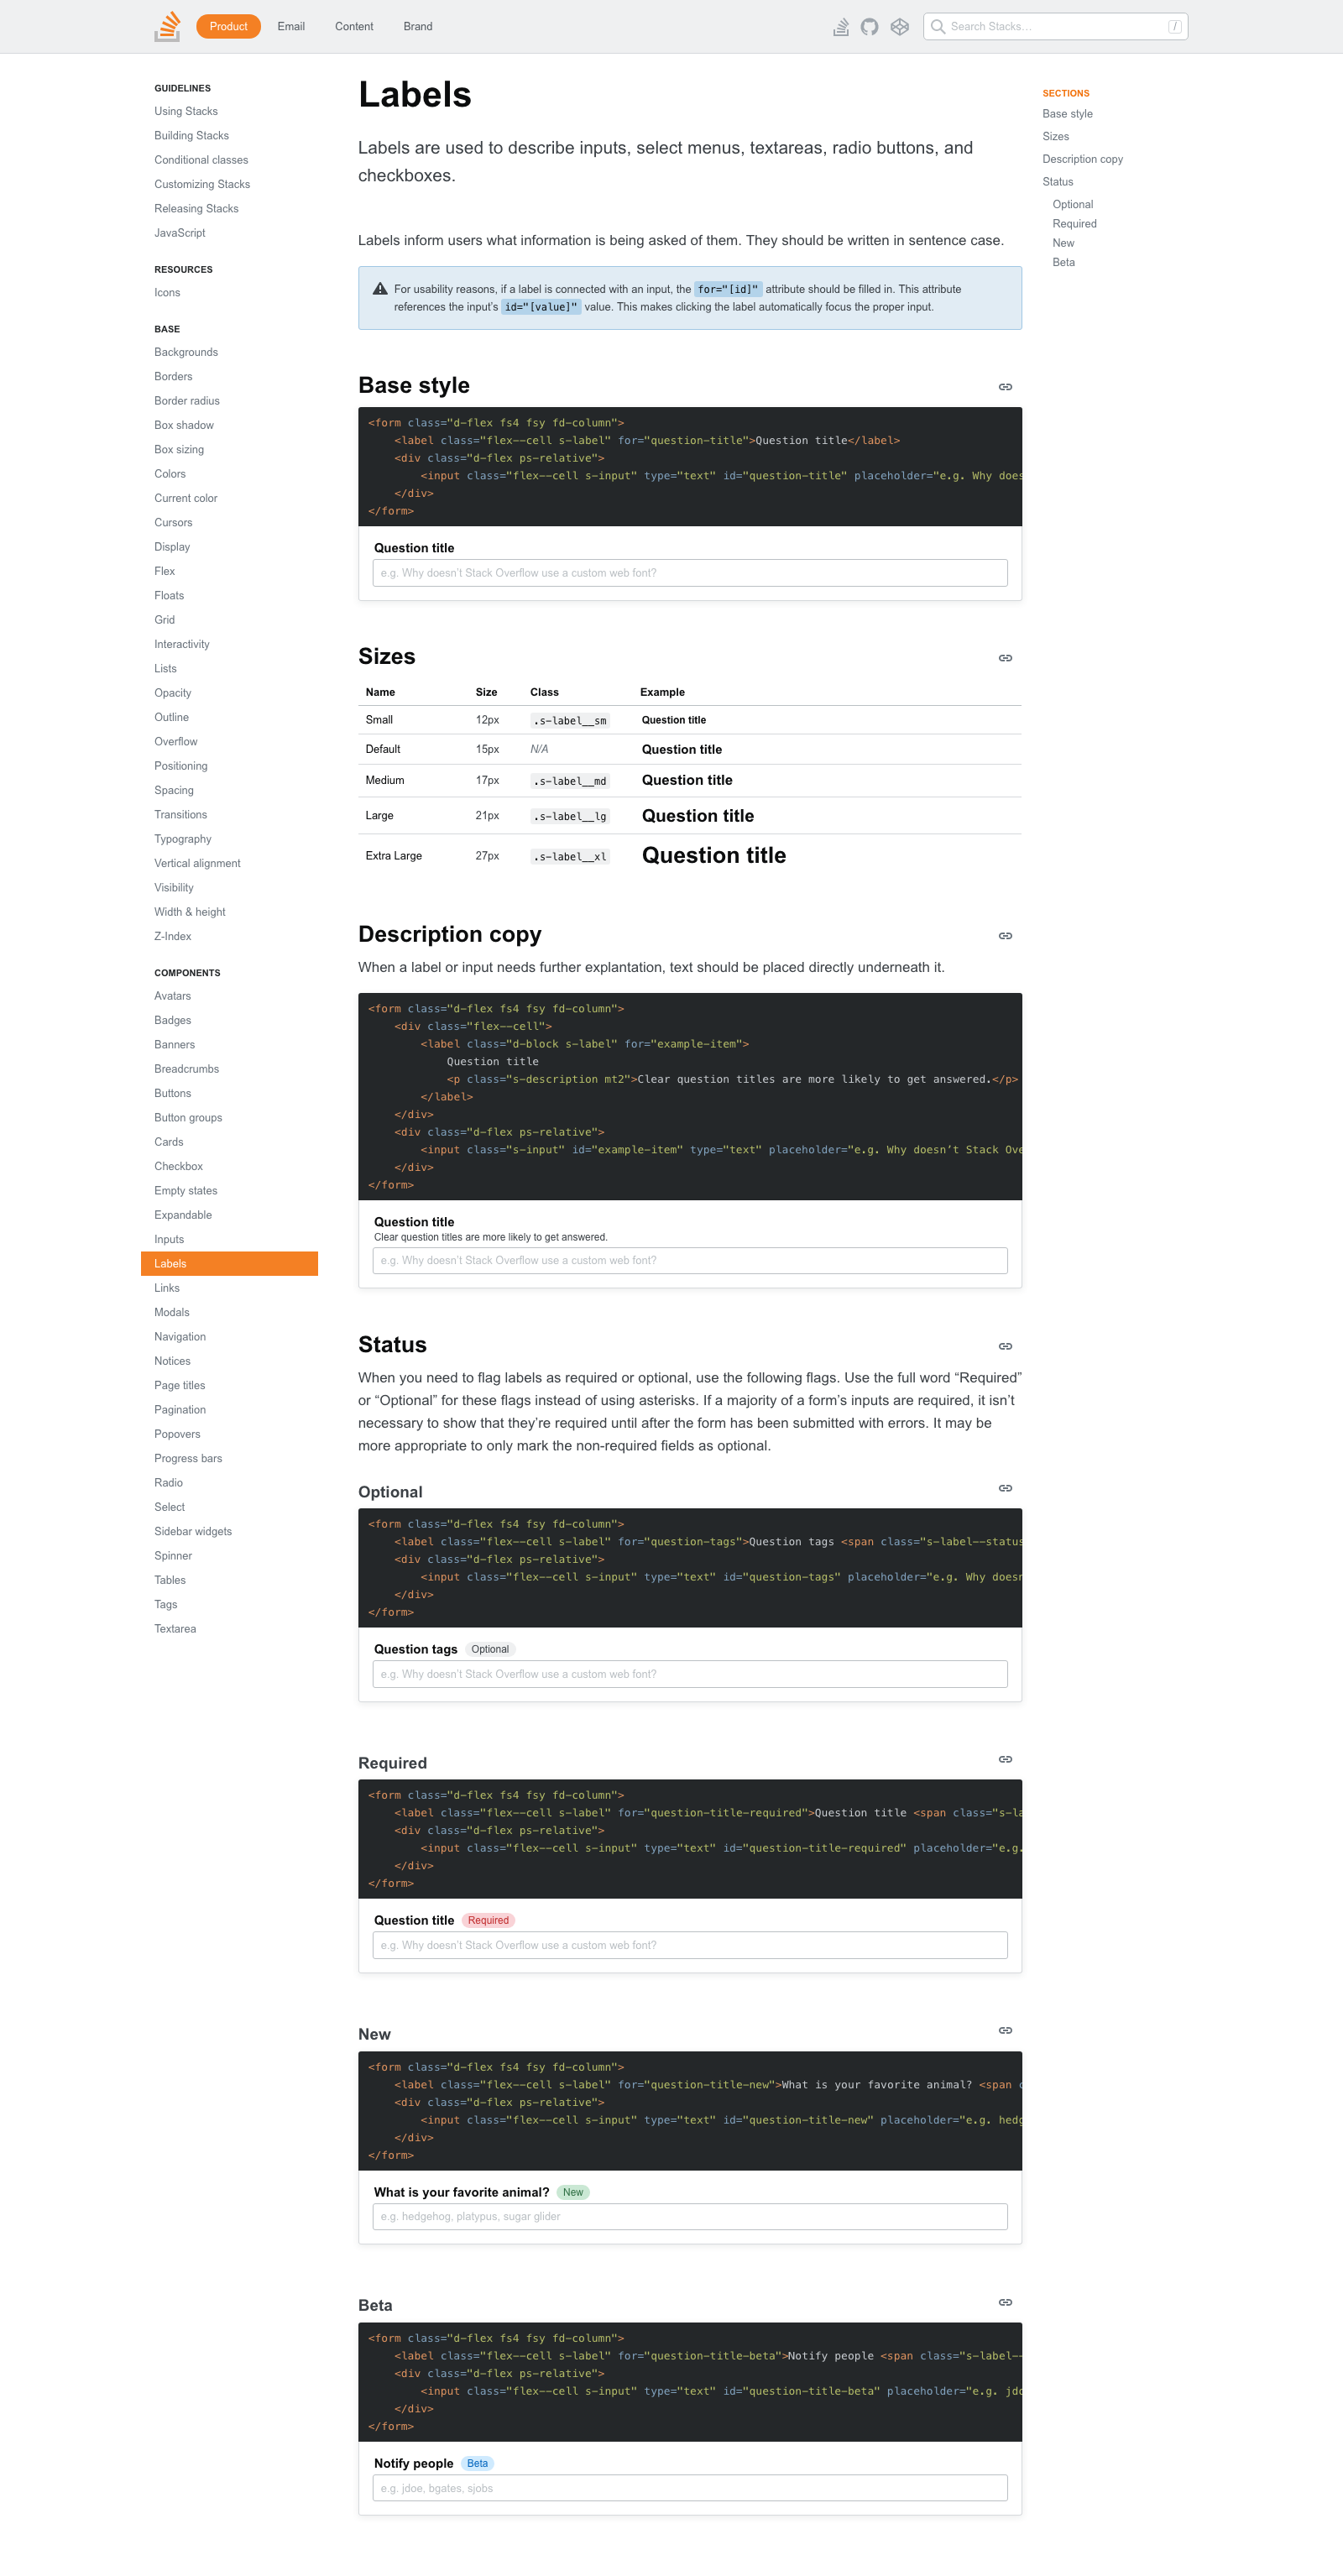 Product
Email
Content
Brand
Search Stacks…
/
GUIDELINES
Using Stacks
Building Stacks
Conditional classes
Customizing Stacks
Releasing Stacks
JavaScript
RESOURCES
Icons
BASE
Backgrounds
Borders
Border radius
Box shadow
Box sizing
Colors
Current color
Cursors
Display
Flex
Floats
Grid
Interactivity
Lists
Opacity
Outline
Overflow
Positioning
Spacing
Transitions
Typography
Vertical alignment
Visibility
Width & height
Z-Index
COMPONENTS
Avatars
Badges
Banners
Breadcrumbs
Buttons
Button groups
Cards
Checkbox
Empty states
Expandable
Inputs
Labels
Links
Modals
Navigation
Notices
Page titles
Pagination
Popovers
Progress bars
Radio
Select
Sidebar widgets
Spinner
Tables
Tags
Textarea
Labels
Labels are used to describe inputs, select menus, textareas, radio buttons, and
checkboxes.
Labels inform users what information is being asked of them. They should be written in sentence case.
For usability reasons, if a label is connected with an input, the for="[id]" attribute should be filled in. This attribute
references the input’s id="[value]" value. This makes clicking the label automatically focus the proper input.
Base style
<form class="d-flex fs4 fsy fd-column">
<label class="flex--cell s-label" for="question-title">Question title</label>
<div class="d-flex ps-relative">
<input class="flex--cell s-input" type="text" id="question-title" placeholder="e.g. Why does
</div>
</form>
Question title
e.g. Why doesn’t Stack Overflow use a custom web font?
Sizes
Name Size Class Example
Small 12px .s-label__sm Question title
Default 15px N/A Question title
Medium 17px .s-label__md Question title
Large 21px .s-label__lg Question title
Extra Large 27px .s-label__xl Question title
Description copy
When a label or input needs further explantation, text should be placed directly underneath it.
<form class="d-flex fs4 fsy fd-column">
<div class="flex--cell">
<label class="d-block s-label" for="example-item">
Question title
<p class="s-description mt2">Clear question titles are more likely to get answered.</p>
</label>
</div>
<div class="d-flex ps-relative">
<input class="s-input" id="example-item" type="text" placeholder="e.g. Why doesn’t Stack Ove
</div>
</form>
Question title
Clear question titles are more likely to get answered.
e.g. Why doesn’t Stack Overflow use a custom web font?
Status
When you need to flag labels as required or optional, use the following flags. Use the full word “Required”
or “Optional” for these flags instead of using asterisks. If a majority of a form’s inputs are required, it isn’t
necessary to show that they’re required until after the form has been submitted with errors. It may be
more appropriate to only mark the non-required fields as optional.
Optional
<form class="d-flex fs4 fsy fd-column">
<label class="flex--cell s-label" for="question-tags">Question tags <span class="s-label--status
<div class="d-flex ps-relative">
<input class="flex--cell s-input" type="text" id="question-tags" placeholder="e.g. Why doesn
</div>
</form>
Question tags Optional
e.g. Why doesn’t Stack Overflow use a custom web font?
Required
<form class="d-flex fs4 fsy fd-column">
<label class="flex--cell s-label" for="question-title-required">Question title <span class="s-la
<div class="d-flex ps-relative">
<input class="flex--cell s-input" type="text" id="question-title-required" placeholder="e.g.
</div>
</form>
Question title Required
e.g. Why doesn’t Stack Overflow use a custom web font?
New
<form class="d-flex fs4 fsy fd-column">
<label class="flex--cell s-label" for="question-title-new">What is your favorite animal? <span c
<div class="d-flex ps-relative">
<input class="flex--cell s-input" type="text" id="question-title-new" placeholder="e.g. hedg
</div>
</form>
What is your favorite animal? New
e.g. hedgehog, platypus, sugar glider
Beta
<form class="d-flex fs4 fsy fd-column">
<label class="flex--cell s-label" for="question-title-beta">Notify people <span class="s-label--
<div class="d-flex ps-relative">
<input class="flex--cell s-input" type="text" id="question-title-beta" placeholder="e.g. jdo
</div>
</form>
Notify people Beta
e.g. jdoe, bgates, sjobs
SECTIONS
Base style
Sizes
Description copy
Status
Optional
Required
New
Beta